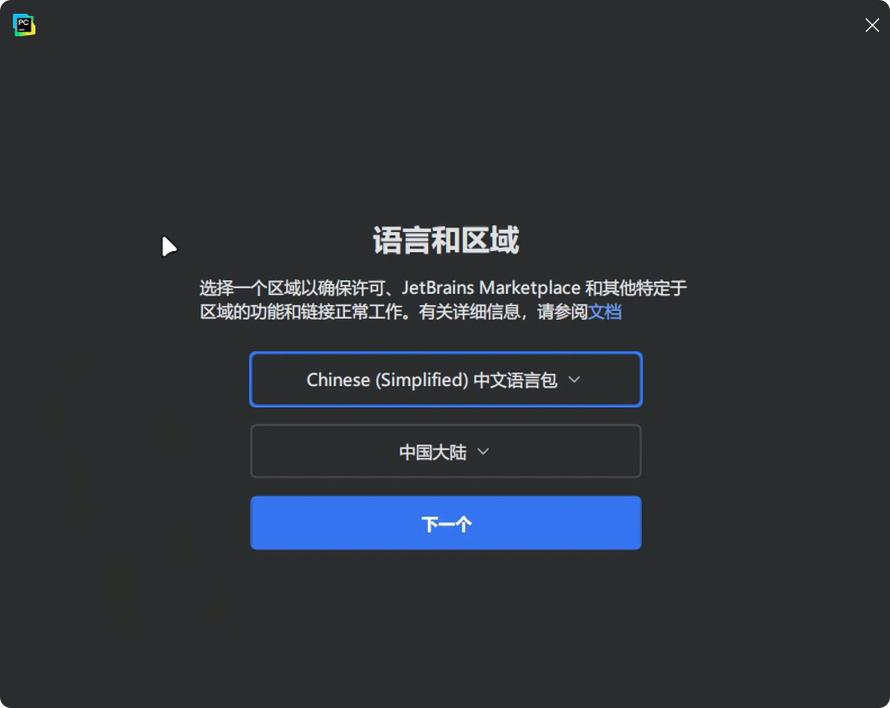 PC
语言和区域
选择一个区域以确保许可、JetBrains Marketplace 和其他特定于
区域的功能和链接正常工作。有关详细信息，请参阅文档
Chinese (Simplified) 中文语言包
中国大陆
下一个